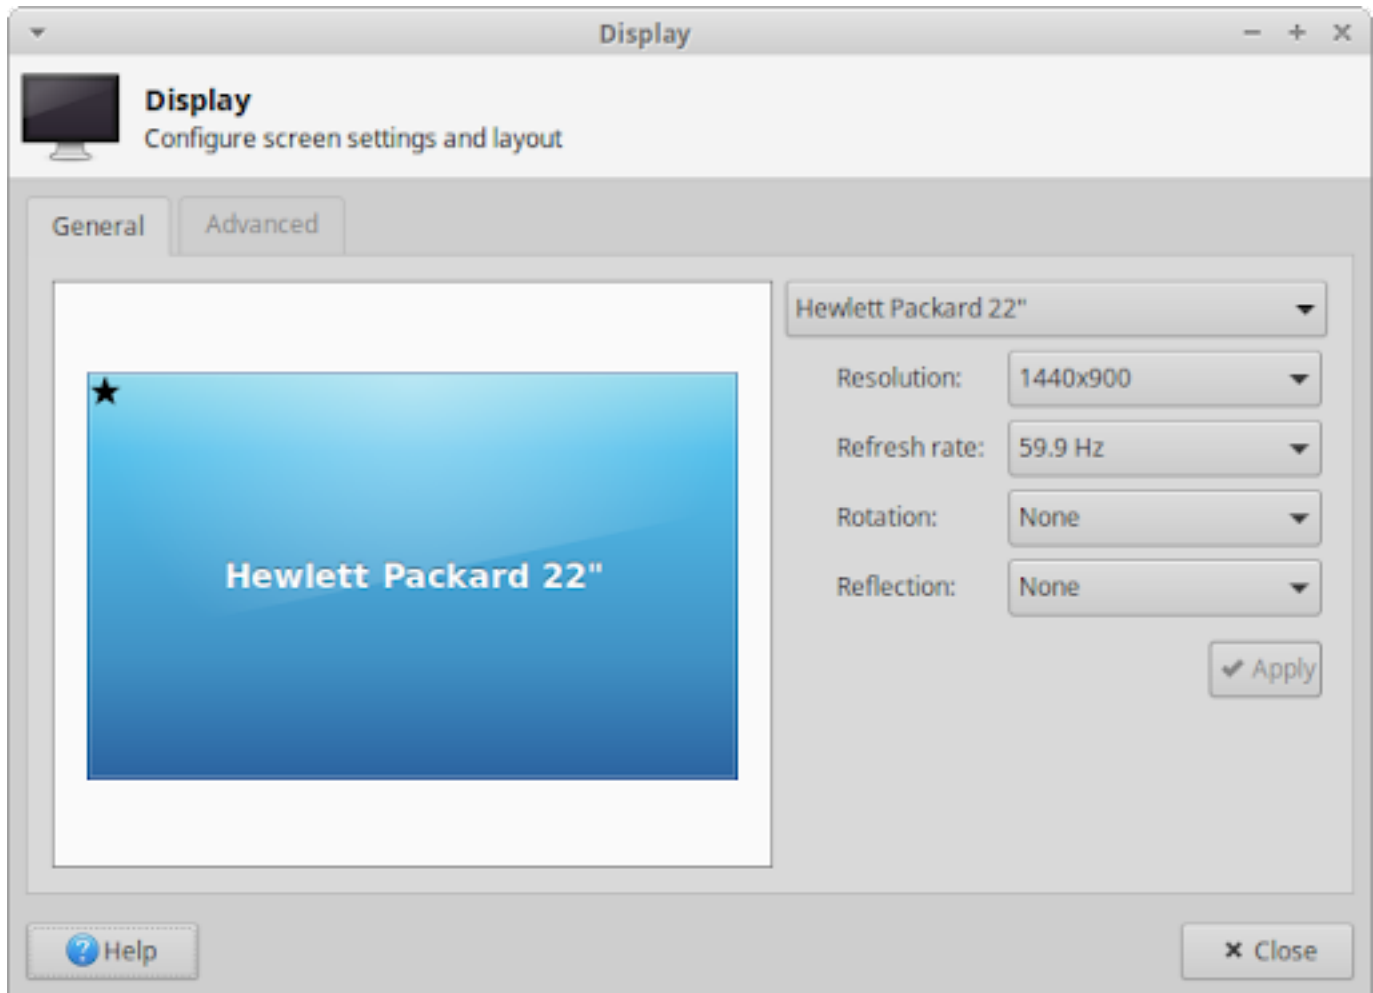 Display
Display
Configure screen settings and layout
General
Advanced
Hewlett Packard 22"
Hewlett Packard 22"
Resolution: 1440x900
Refresh rate: 59.9 Hz
Rotation: None
Reflection: None
Apply
Help
Close